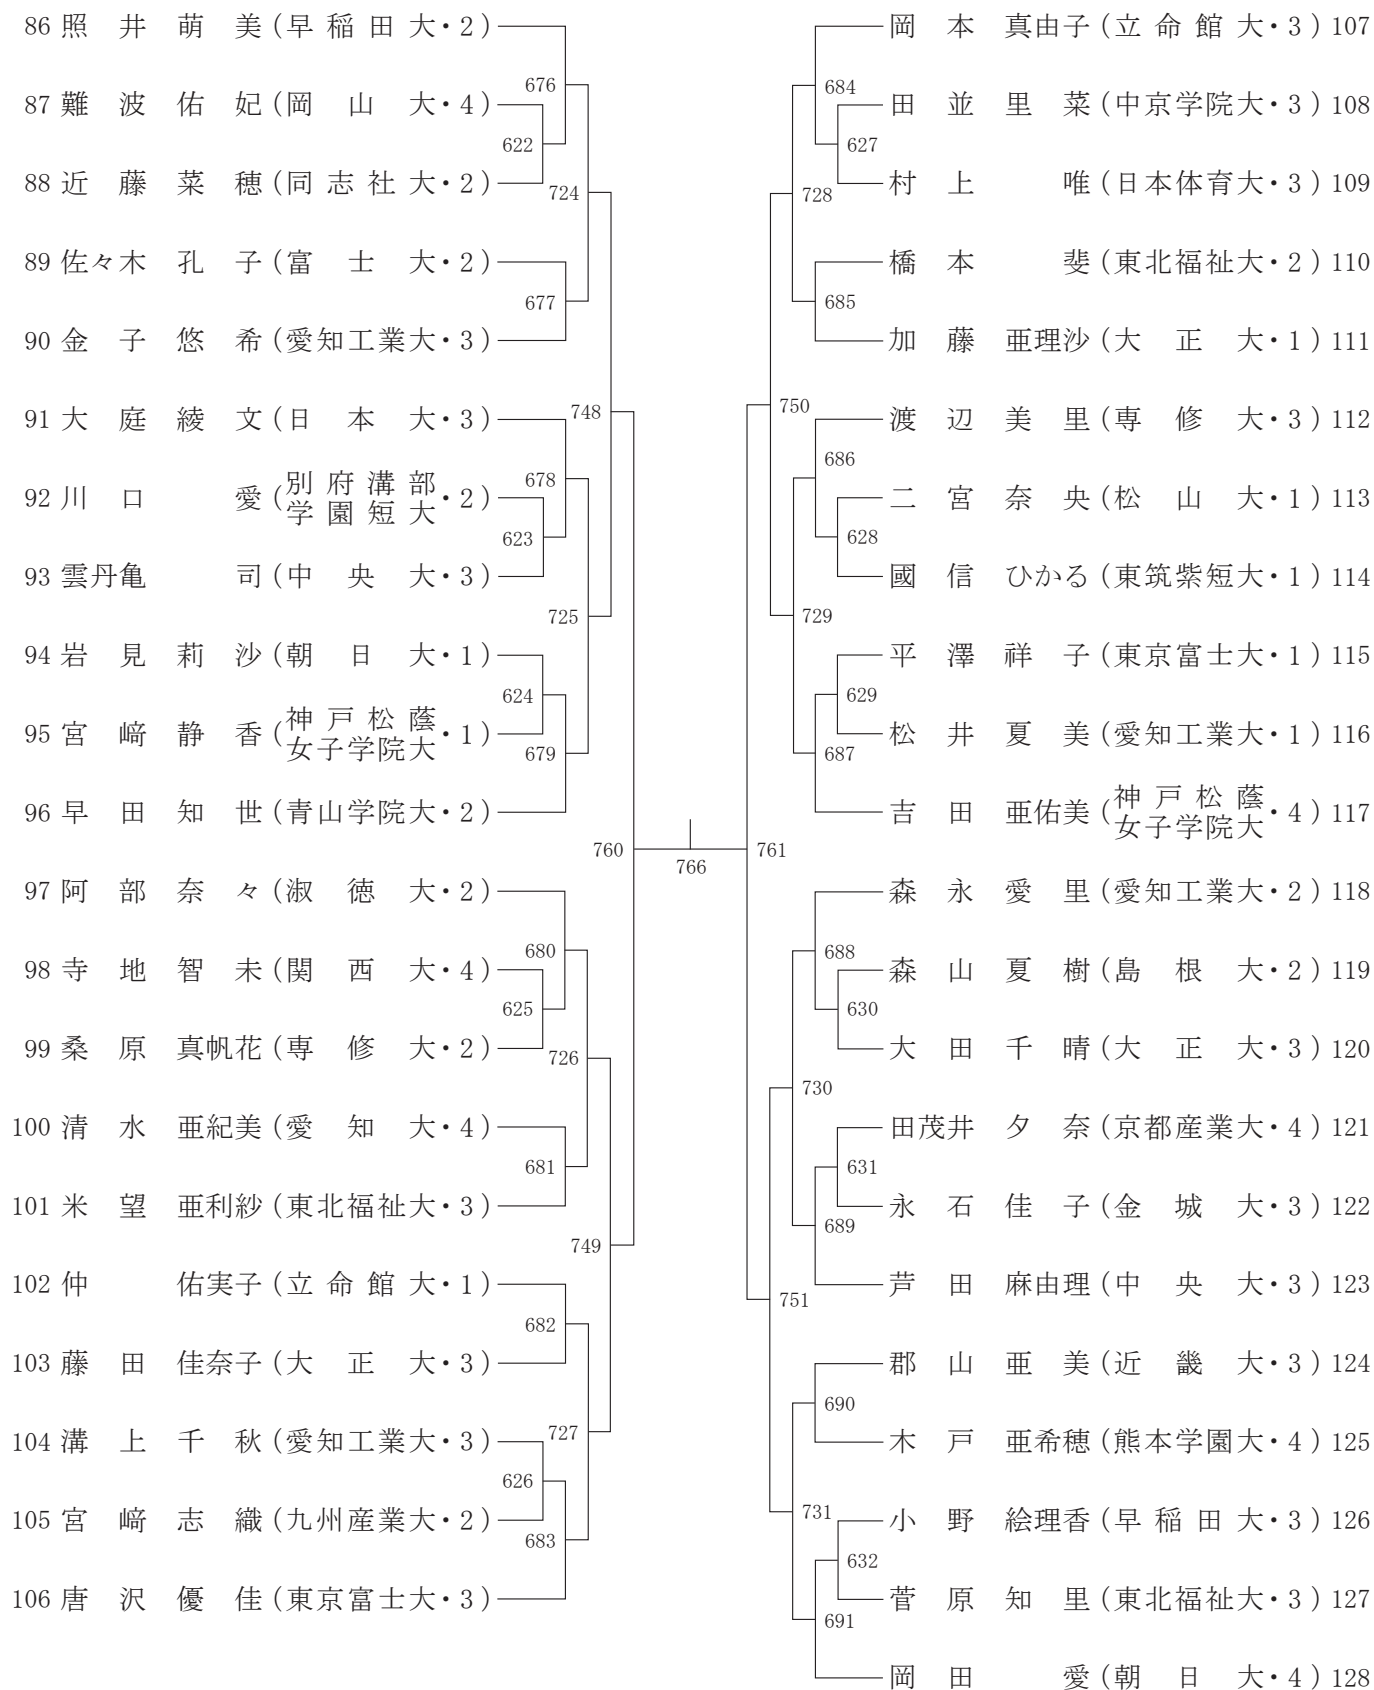 86 照井萌美(早稲田大・2)
87 難波佑妃(岡山大・4)
88 近藤菜穂(同志社大・2)
89 佐々木孔子(富士大・2)
90 金子悠希(愛知工業大・3)
91 大庭綾文(日本大・3)
92 川口愛(別府溝部学園短大・2)
93 雲丹亀司(中央大・3)
94 岩見莉沙(朝日大・1)
95 宮﨑静香(神戸松蔭女子学院大・1)
96 早田知世(青山学院大・2)
97 阿部奈々(淑徳大・2)
98 寺地智未(関西大・4)
99 桑原真帆花(専修大・2)
100 清水亜紀美(愛知大・4)
101 米望亜利紗(東北福祉大・3)
102 仲佑実子(立命館大・1)
103 藤田佳奈子(大正大・3)
104 溝上千秋(愛知工業大・3)
105 宮﨑志織(九州産業大・2)
106 唐沢優佳(東京富士大・3)
676
622
724
677
748
678
623
725
624
679
760
680
625
726
681
749
682
727
626
683
766
761
684
627
728
685
750
686
628
729
629
687
688
630
730
631
689
751
690
731
632
691
岡本真由子(立命館大・3) 107
田並里菜(中京学院大・3) 108
村上唯(日本体育大・3) 109
橋本斐(東北福祉大・2) 110
加藤亜理沙(大正大・1) 111
渡辺美里(専修大・3) 112
二宮奈央(松山大・1) 113
國信ひかる(東筑紫短大・1) 114
平澤祥子(東京富士大・1) 115
松井夏美(愛知工業大・1) 116
吉田亜佑美(神戸松蔭女子学院大・4) 117
森永愛里(愛知工業大・2) 118
森山夏樹(島根大・2) 119
大田千晴(大正大・3) 120
田茂井夕奈(京都産業大・4) 121
永石佳子(金城大・3) 122
芦田麻由理(中央大・3) 123
郡山亜美(近畿大・3) 124
木戸亜希穂(熊本学園大・4) 125
小野絵理香(早稲田大・3) 126
菅原知里(東北福祉大・3) 127
岡田愛(朝日大・4) 128